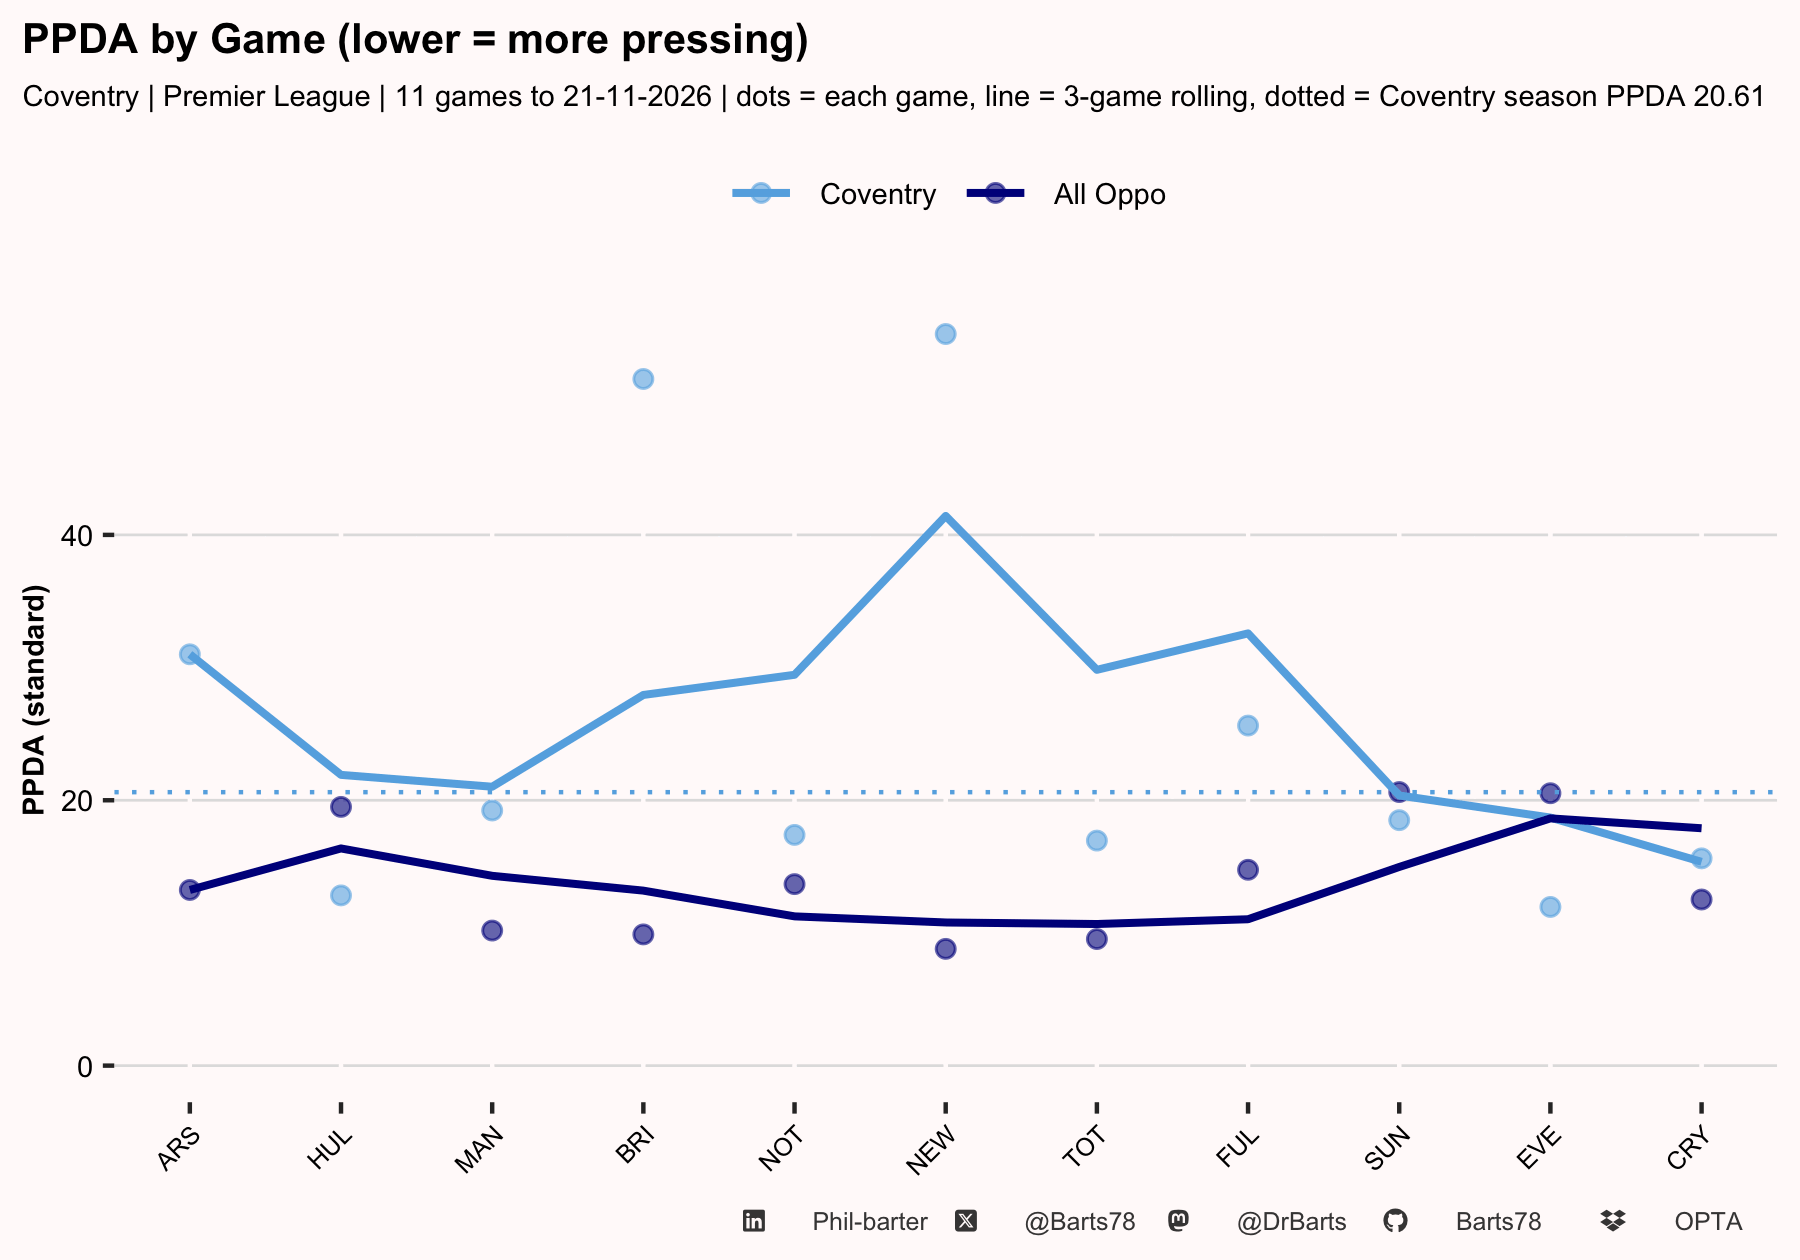 PPDA by Game (lower = more pressing)
Coventry | Premier League | 11 games to 21-11-2026 | dots = each game, line = 3-game rolling, dotted = Coventry season PPDA 20.61
Coventry All Oppo
PPDA (standard)
40
20
0
ARS HUL MAN BRI NOT NEW TOT FUL SUN EVE CRY
Phil-barter @Barts78 @DrBarts Barts78 OPTA